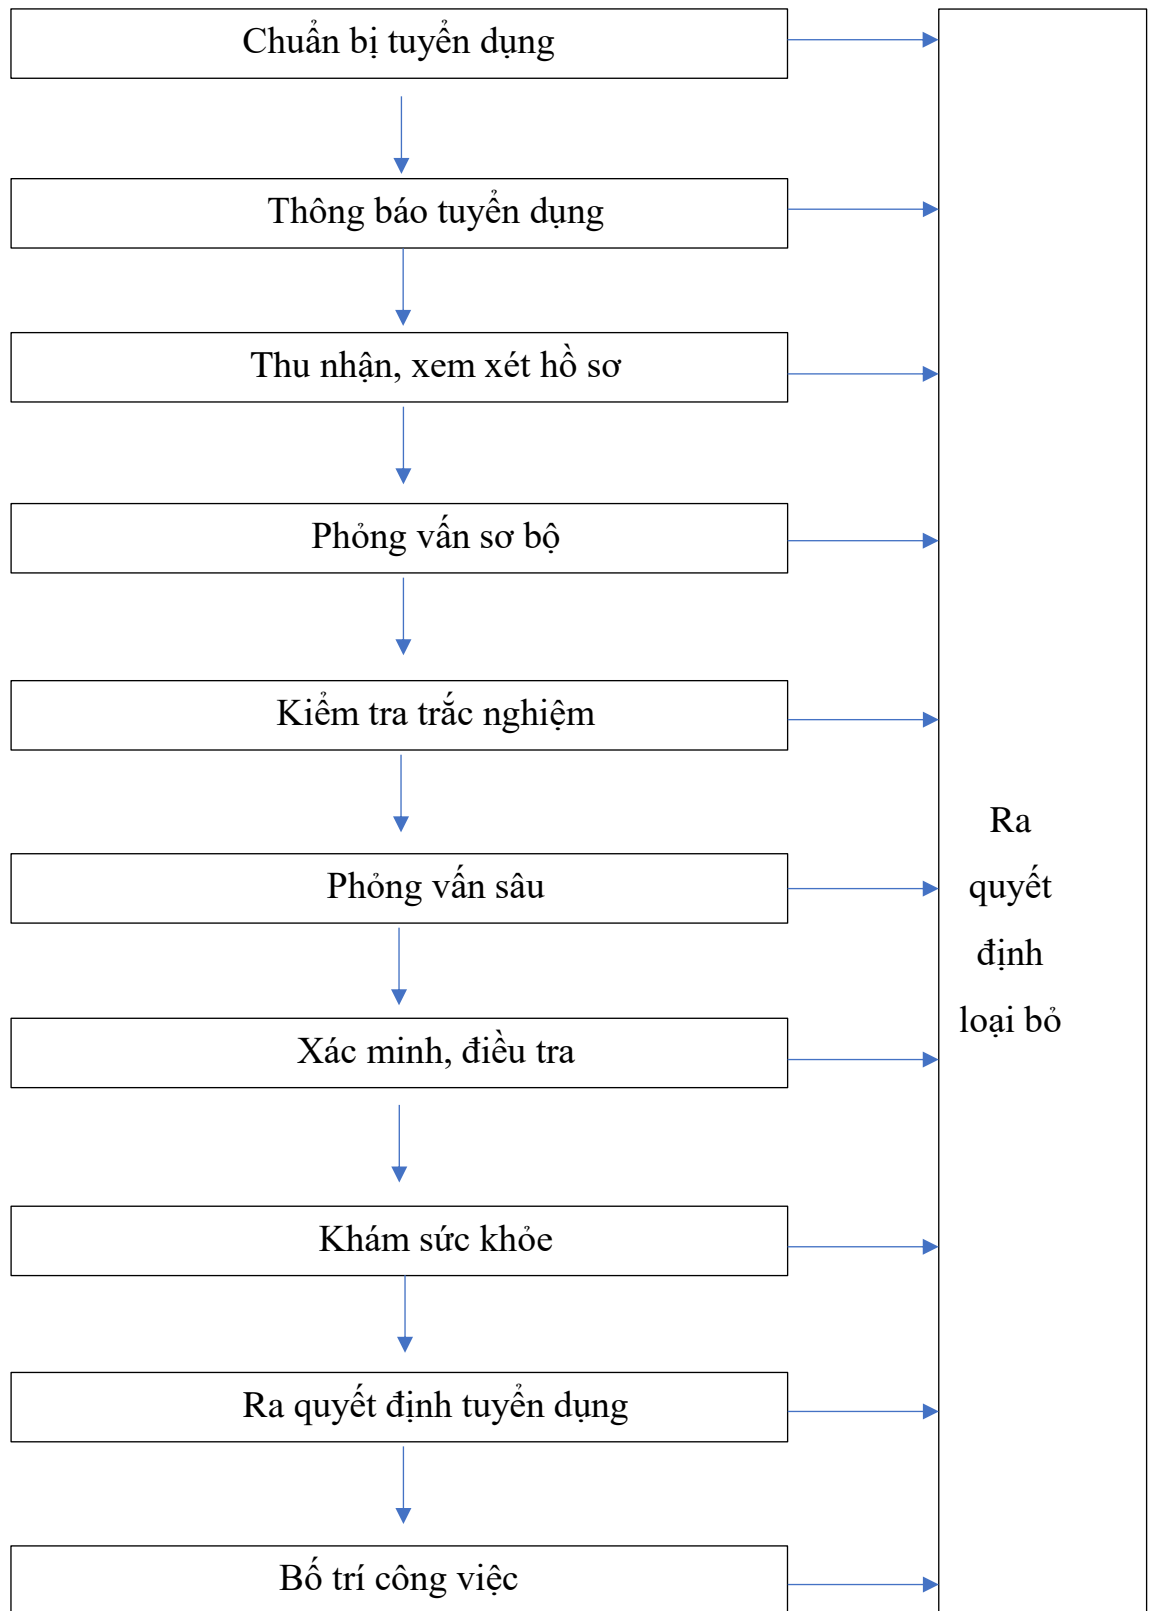 Chuẩn bị tuyển dụng
Thông báo tuyển dụng
Thu nhận, xem xét hồ sơ
Phỏng vấn sơ bộ
Kiểm tra trắc nghiệm
Phỏng vấn sâu
Xác minh, điều tra
Khám sức khỏe
Ra quyết định tuyển dụng
Bố trí công việc
Ra
quyết
định
loại bỏ